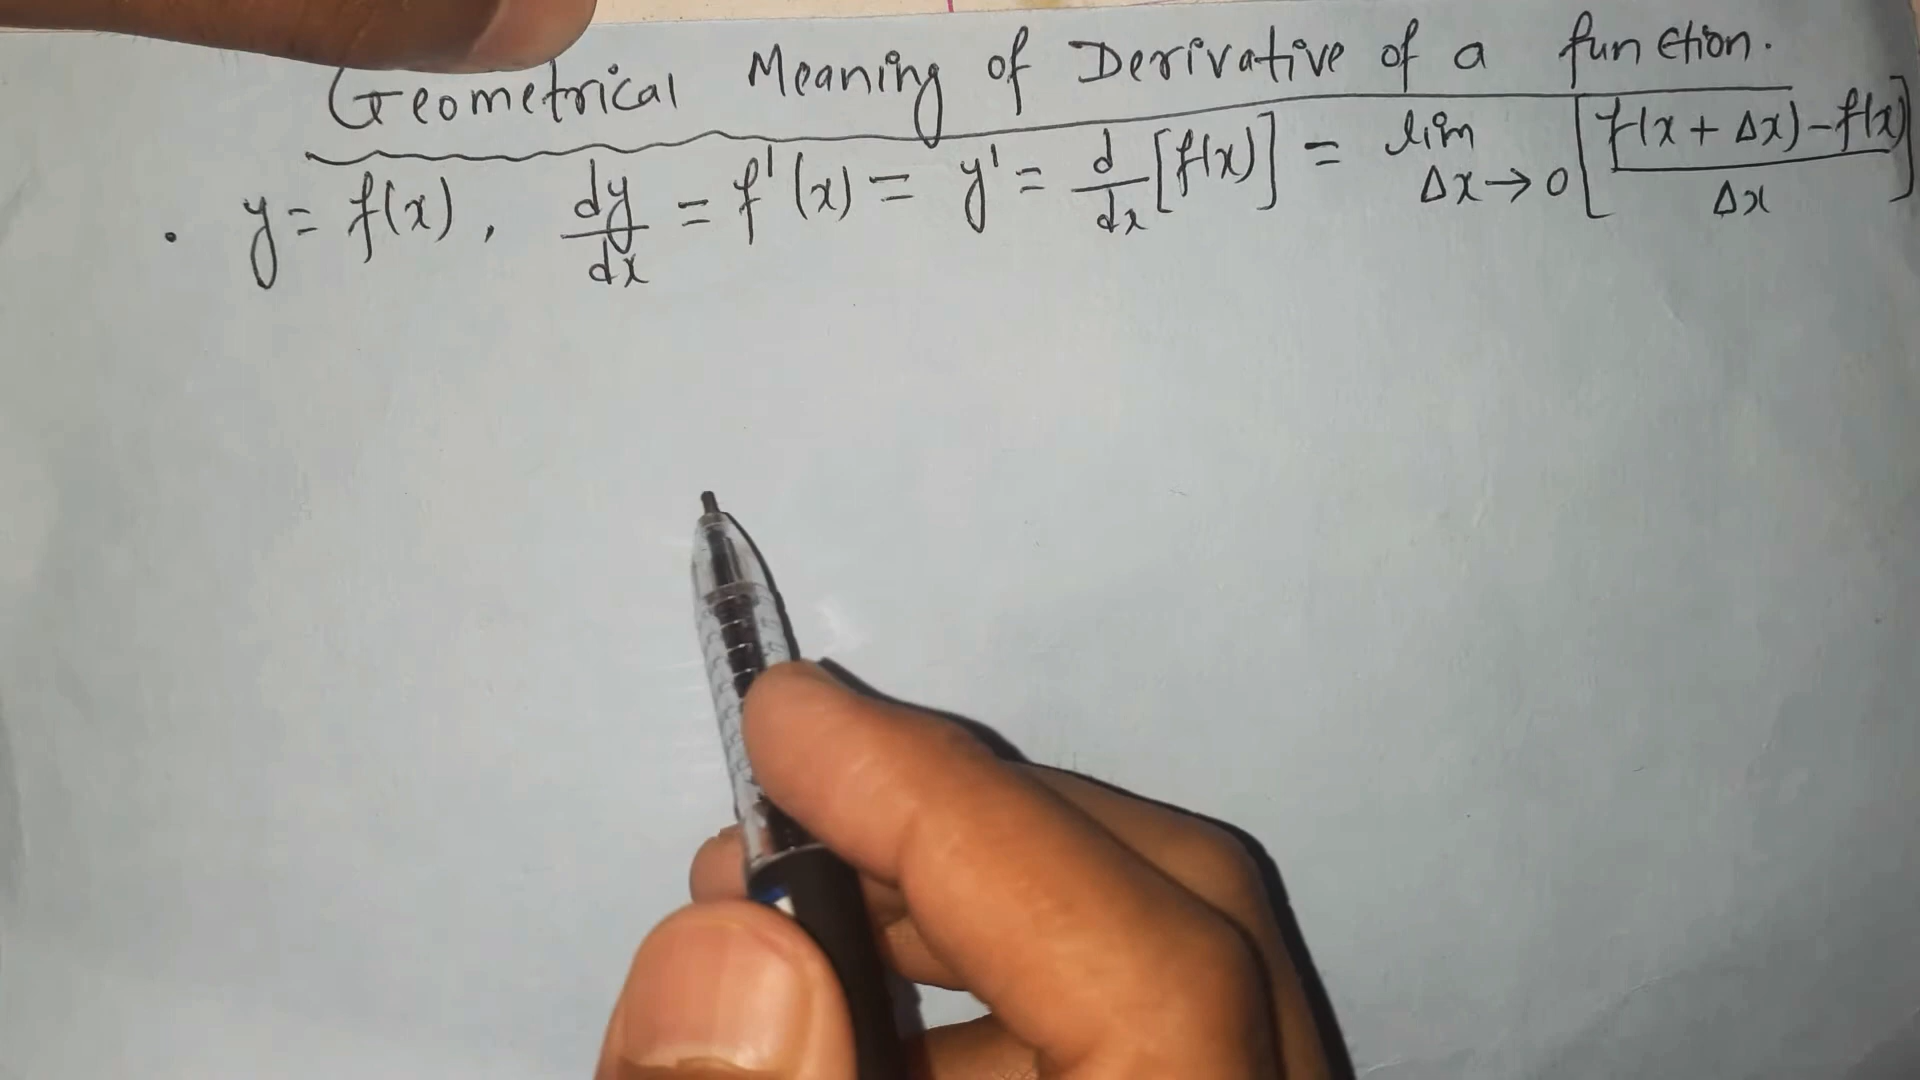 Geometrical Meaning of Derivative of a function.
· y = f(x), dy/dx = f'(x) = y' = d/dx [f(x)] = lim Δx→0 [f(x + Δx) - f(x) / Δx]